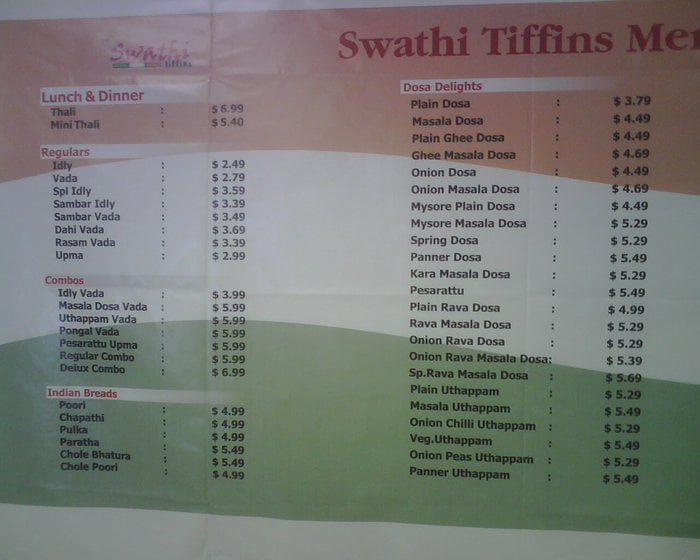 Swathi
tiffins
Swathi Tiffins Me
Lunch & Dinner
Thali : $ 6.99
Mini Thali : $ 5.40
Regulars
Idly : $ 2.49
Vada : $ 2.79
Spl Idly : $ 3.59
Sambar Idly : $ 3.39
Sambar Vada : $ 3.49
Dahi Vada : $ 3.69
Rasam Vada : $ 3.39
Upma : $ 2.99
Combos
Idly Vada : $ 3.99
Masala Dosa Vada : $ 5.99
Uthappam Vada : $ 5.99
Pongal Vada : $ 5.99
Pesarattu Upma : $ 5.99
Regular Combo : $ 5.99
Delux Combo : $ 6.99
Indian Breads
Poori : $ 4.99
Chapathi : $ 4.99
Pulka : $ 4.99
Paratha : $ 5.49
Chole Bhatura : $ 5.49
Chole Poori : $ 4.99
Dosa Delights
Plain Dosa : $ 3.79
Masala Dosa : $ 4.49
Plain Ghee Dosa : $ 4.49
Ghee Masala Dosa : $ 4.69
Onion Dosa : $ 4.49
Onion Masala Dosa : $ 4.69
Mysore Plain Dosa : $ 4.49
Mysore Masala Dosa : $ 5.29
Spring Dosa : $ 5.29
Panner Dosa : $ 5.49
Kara Masala Dosa : $ 5.29
Pesarattu : $ 5.49
Plain Rava Dosa : $ 4.99
Rava Masala Dosa : $ 5.29
Onion Rava Dosa : $ 5.29
Onion Rava Masala Dosa: $ 5.39
Sp.Rava Masala Dosa : $ 5.69
Plain Uthappam : $ 5.29
Masala Uthappam : $ 5.49
Onion Chilli Uthappam : $ 5.29
Veg.Uthappam : $ 5.49
Onion Peas Uthappam : $ 5.29
Panner Uthappam : $ 5.49